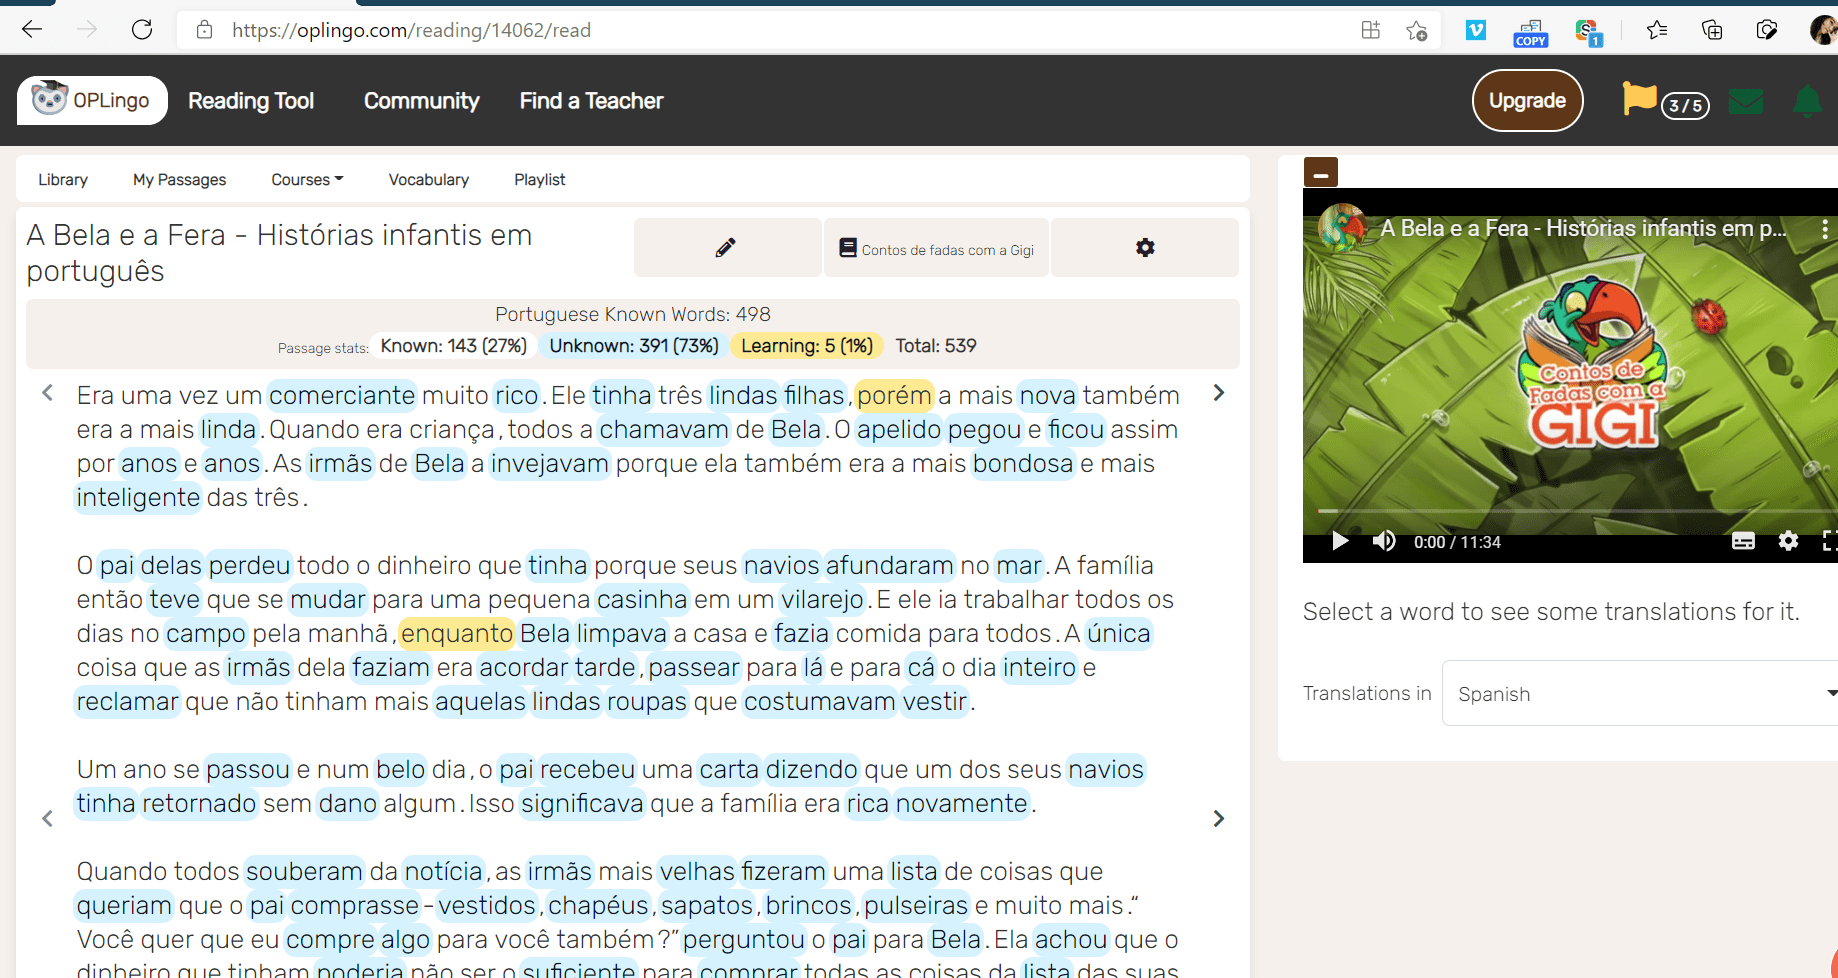 https://oplingo.com/reading/14062/read
COPY
S
1
OPLingo
Reading Tool
Community
Find a Teacher
Upgrade
3 / 5
Library
My Passages
Courses
Vocabulary
Playlist
A Bela e a Fera - Histórias infantis em
português
Contos de fadas com a Gigi
Portuguese Known Words: 498
Passage stats: Known: 143 (27%) Unknown: 391 (73%) Learning: 5 (1%) Total: 539
Era uma vez um comerciante muito rico. Ele tinha três lindas filhas, porém a mais nova também
era a mais linda. Quando era criança, todos a chamavam de Bela. O apelido pegou e ficou assim
por anos e anos. As irmãs de Bela a invejavam porque ela também era a mais bondosa e mais
inteligente das três.
O pai delas perdeu todo o dinheiro que tinha porque seus navios afundaram no mar. A família
então teve que se mudar para uma pequena casinha em um vilarejo. E ele ia trabalhar todos os
dias no campo pela manhã, enquanto Bela limpava a casa e fazia comida para todos. A única
coisa que as irmãs dela faziam era acordar tarde, passear para lá e para cá o dia inteiro e
reclamar que não tinham mais aquelas lindas roupas que costumavam vestir.
Um ano se passou e num belo dia, o pai recebeu uma carta dizendo que um dos seus navios
tinha retornado sem dano algum. Isso significava que a família era rica novamente.
Quando todos souberam da notícia, as irmãs mais velhas fizeram uma lista de coisas que
queriam que o pai comprasse-vestidos, chapéus, sapatos, brincos, pulseiras e muito mais.“
Você quer que eu compre algo para você também?” perguntou o pai para Bela. Ela achou que o
dinheiro que tinham poderia não ser o suficiente para comprar todas as coisas da lista das suas
A Bela e a Fera - Histórias infantis em p...
Contos de
Fadas com a
GIGI
0:00 / 11:34
Select a word to see some translations for it.
Translations in
Spanish